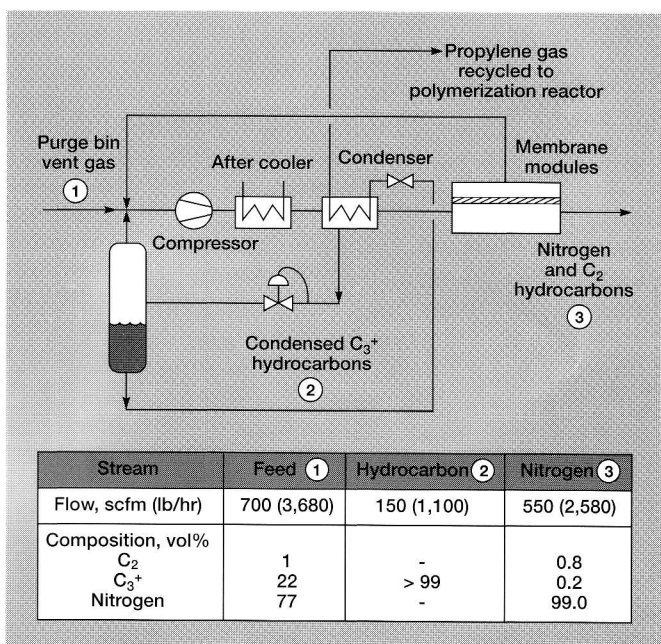 Propylene gas
recycled to
polymerization reactor
Purge bin
vent gas
1
After cooler
Condenser
Membrane
modules
Compressor
Nitrogen
and C₂
hydrocarbons
3
Condensed C₃⁺
hydrocarbons
2
Stream Feed 1 Hydrocarbon 2 Nitrogen 3
Flow, scfm (lb/hr) 700 (3,680) 150 (1,100) 550 (2,580)
Composition, vol%
C₂ 1 - 0.8
C₃⁺ 22 > 99 0.2
Nitrogen 77 - 99.0